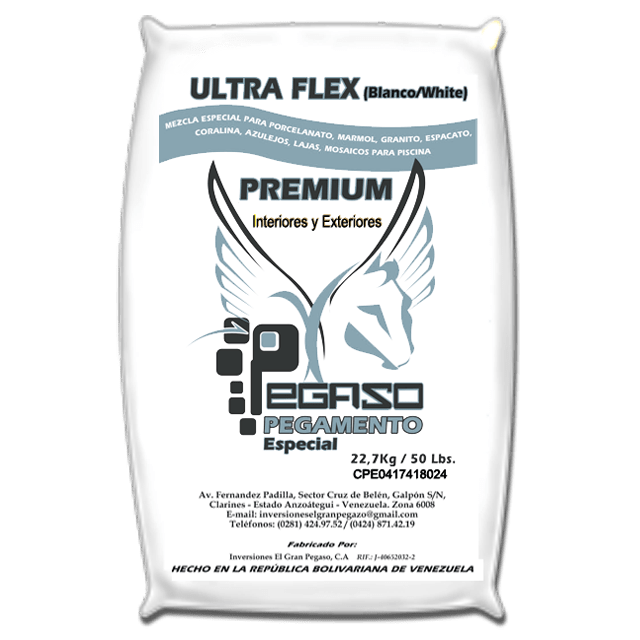 ULTRA FLEX (Blanco/White)
MEZCLA ESPECIAL PARA PORCELANATO, MARMOL, GRANITO, ESPACATO,
CORALINA, AZULEJOS, LAJAS, MOSAICOS PARA PISCINA
PREMIUM
Interiores y Exteriores
PEGASO
PEGAMENTO
Especial
22,7Kg / 50 Lbs.
CPE0417418024
Av. Fernandez Padilla, Sector Cruz de Belén, Galpón S/N,
Clarines - Estado Anzoátegui - Venezuela. Zona 6008
E-mail: inversioneselgranpegazo@gmail.com
Teléfonos: (0281) 424.97.52 / (0424) 871.42.19
Fabricado Por:
Inversiones El Gran Pegaso, C.A RIF.: J-40652032-2
HECHO EN LA REPÚBLICA BOLIVARIANA DE VENEZUELA